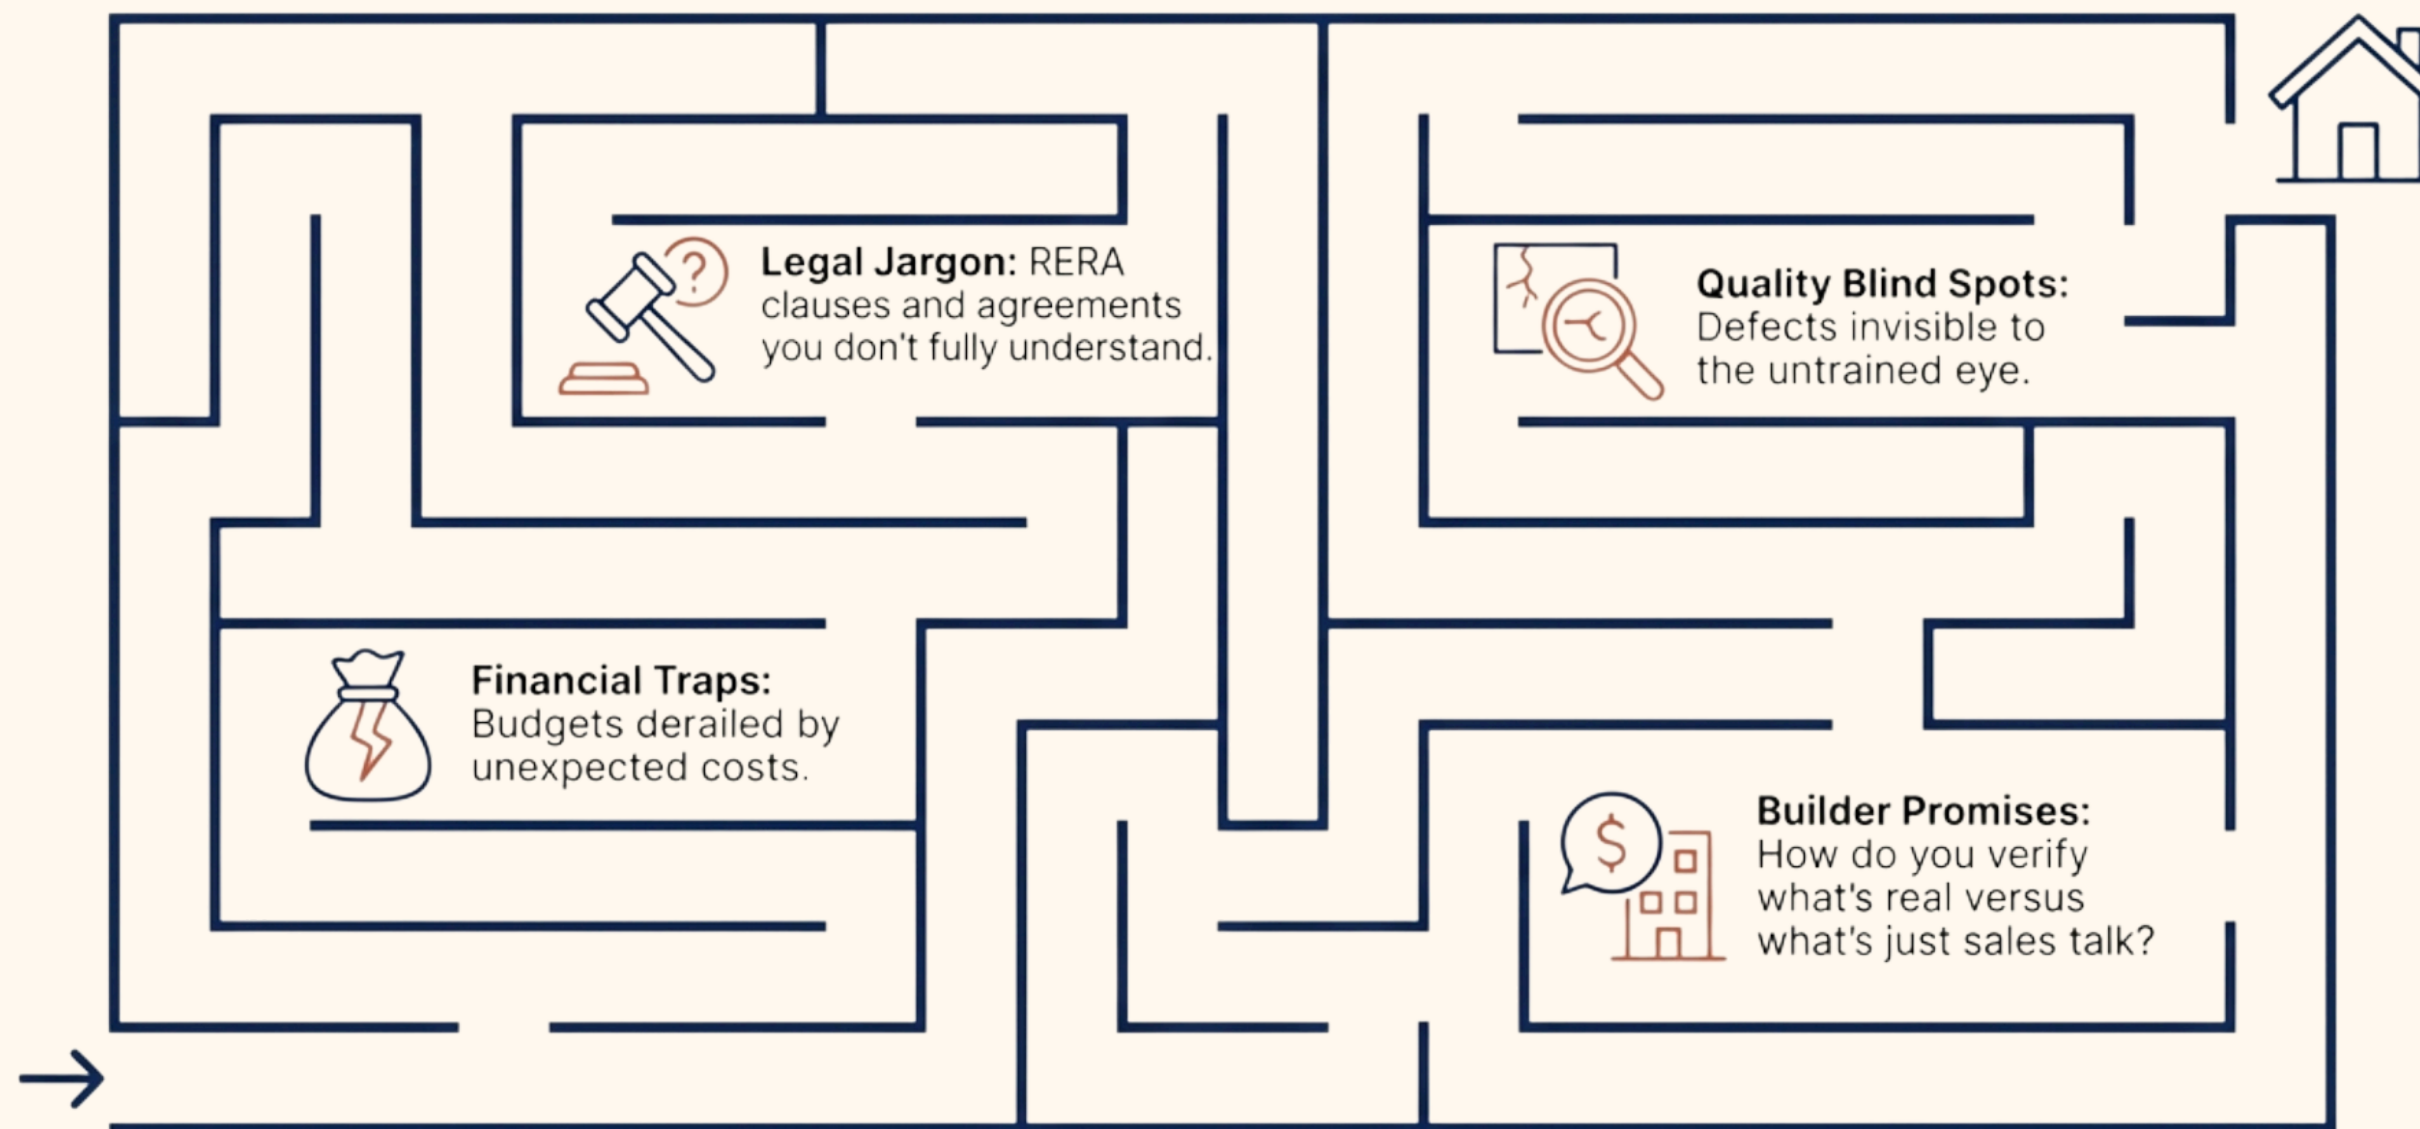 Legal Jargon: RERA
clauses and agreements
you don't fully understand.
Quality Blind Spots:
Defects invisible to
the untrained eye.
Financial Traps:
Budgets derailed by
unexpected costs.
Builder Promises:
How do you verify
what's real versus
what's just sales talk?